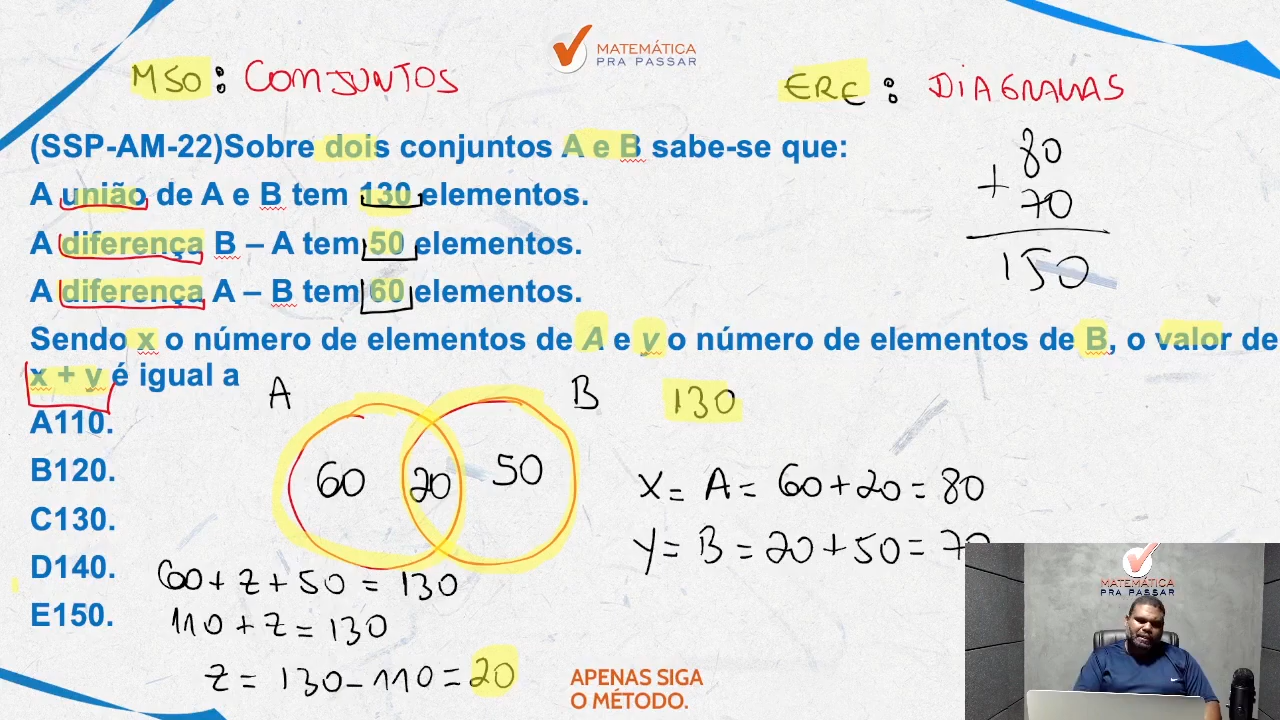 MATEMÁTICA
PRA PASSAR
MSO: CONJUNTOS
ERE: DIAGRAMAS
(SSP-AM-22)Sobre dois conjuntos A e B sabe-se que:
A união de A e B tem 130 elementos.
A diferença B – A tem 50 elementos.
A diferença A – B tem 60 elementos.
80
+
70
150
Sendo x o número de elementos de A e y o número de elementos de B, o valor de
x + y é igual a
A110.
B120.
C130.
D140.
E150.
A
B
130
60
20
50
X = A = 60+20 = 80
Y = B = 20+50 = 70
60 + Z + 50 = 130
110 + Z = 130
Z = 130 - 110 = 20
APENAS SIGA
O MÉTODO.
MATEMÁTICA
PRA PASSAR